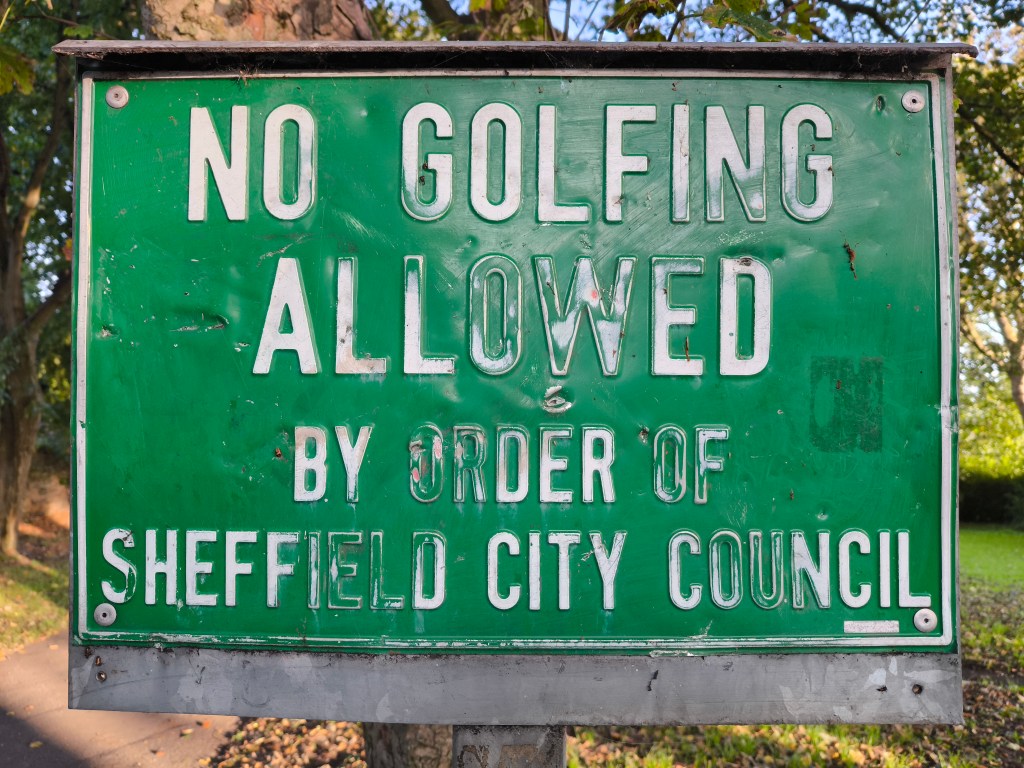 NO GOLFING
ALLOWED
BY ORDER OF
SHEFFIELD CITY COUNCIL